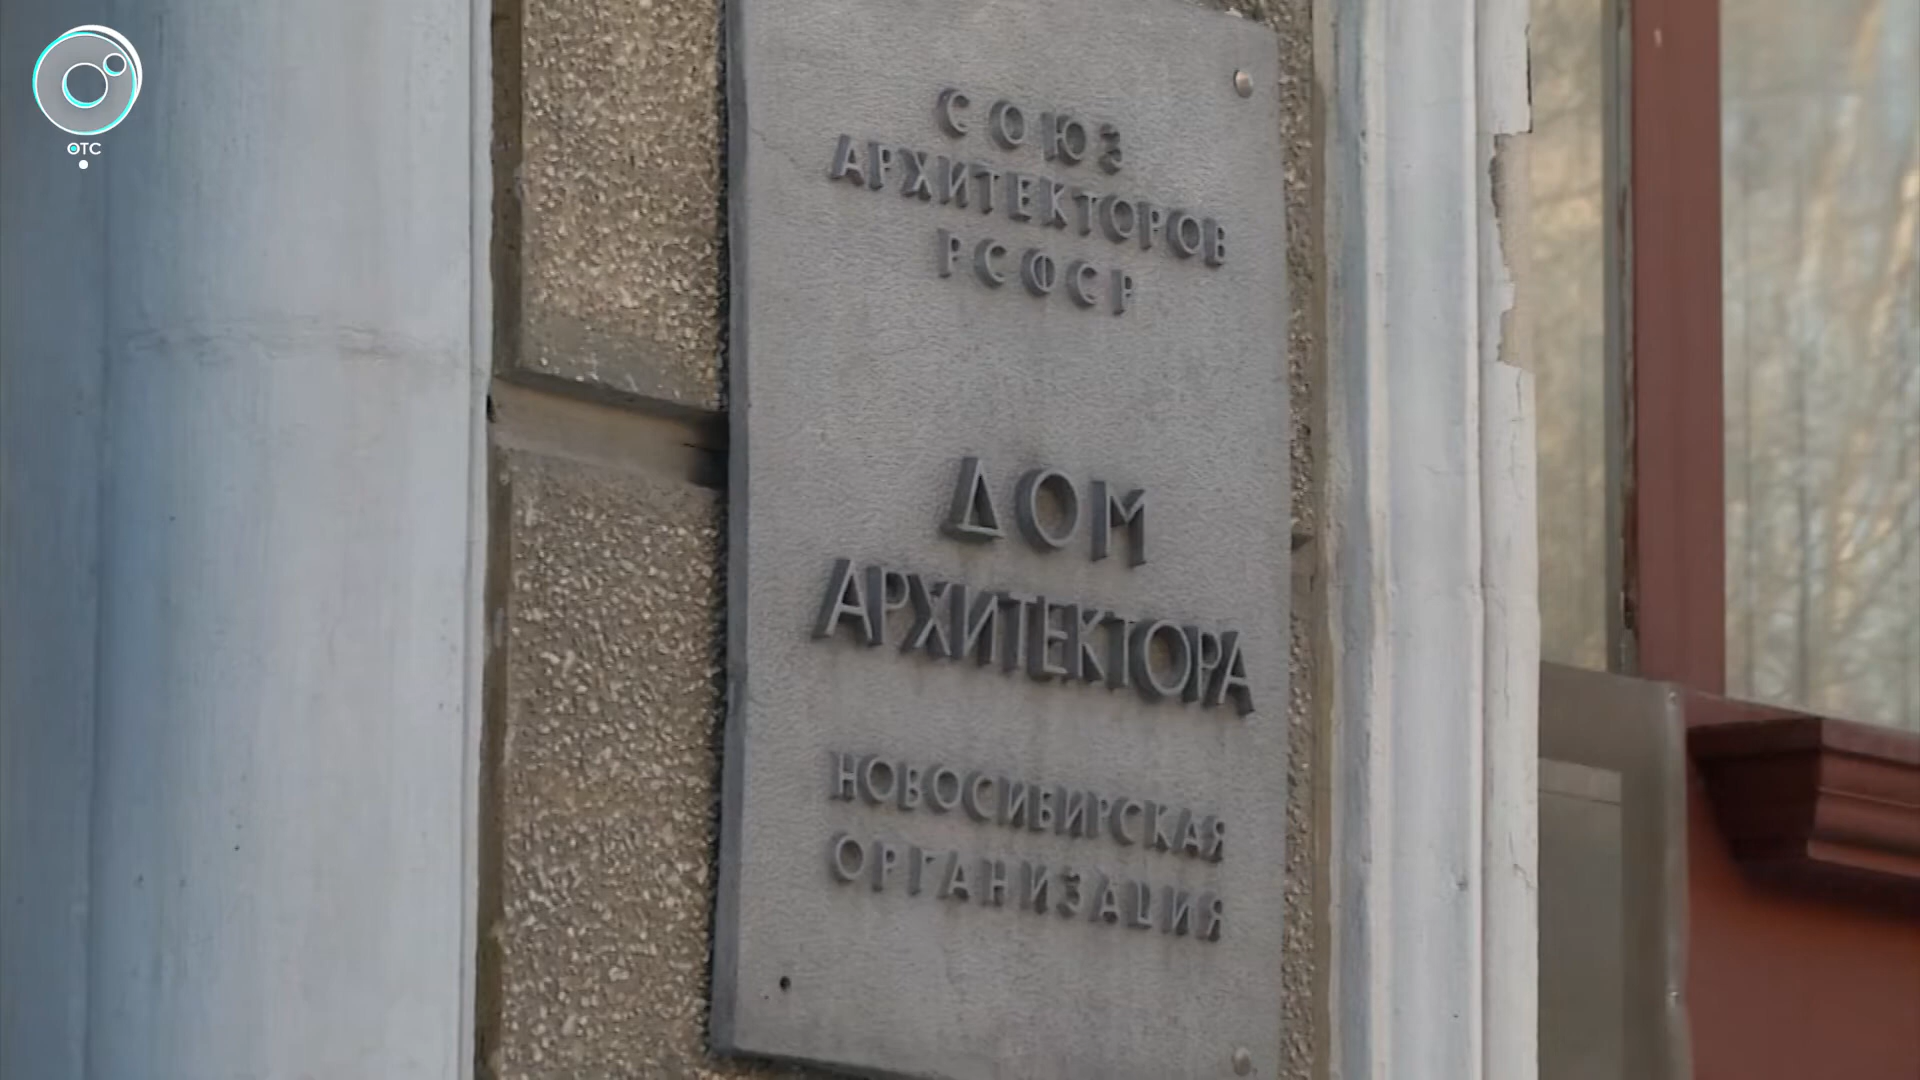 ОТС
СОЮЗ
АРХИТЕКТОРОВ
РСФСР
ДОМ
АРХИТЕКТОРА
НОВОСИБИРСКАЯ
ОРГАНИЗАЦИЯ